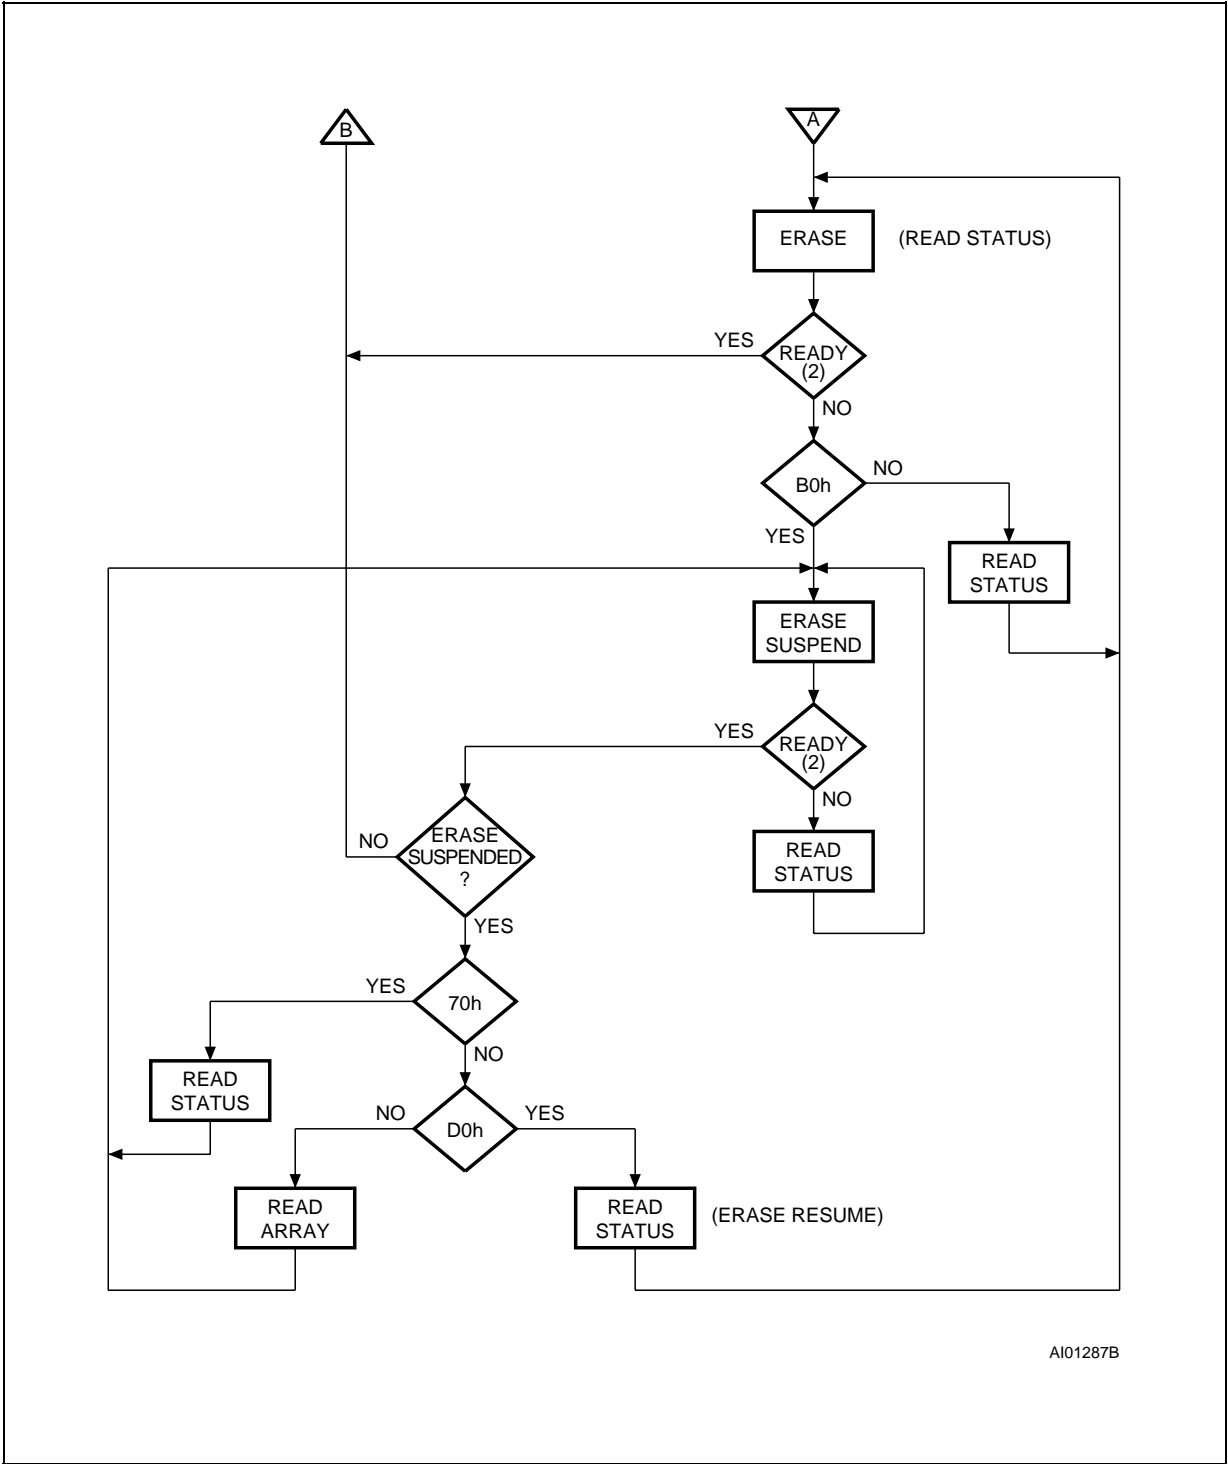 B
A
ERASE
(READ STATUS)
YES
READY
(2)
NO
B0h
NO
YES
READ
STATUS
ERASE
SUSPEND
YES
READY
(2)
NO
NO
ERASE
SUSPENDED
?
READ
STATUS
YES
YES
70h
NO
READ
STATUS
NO
D0h
YES
READ
ARRAY
READ
STATUS
(ERASE RESUME)
AI01287B